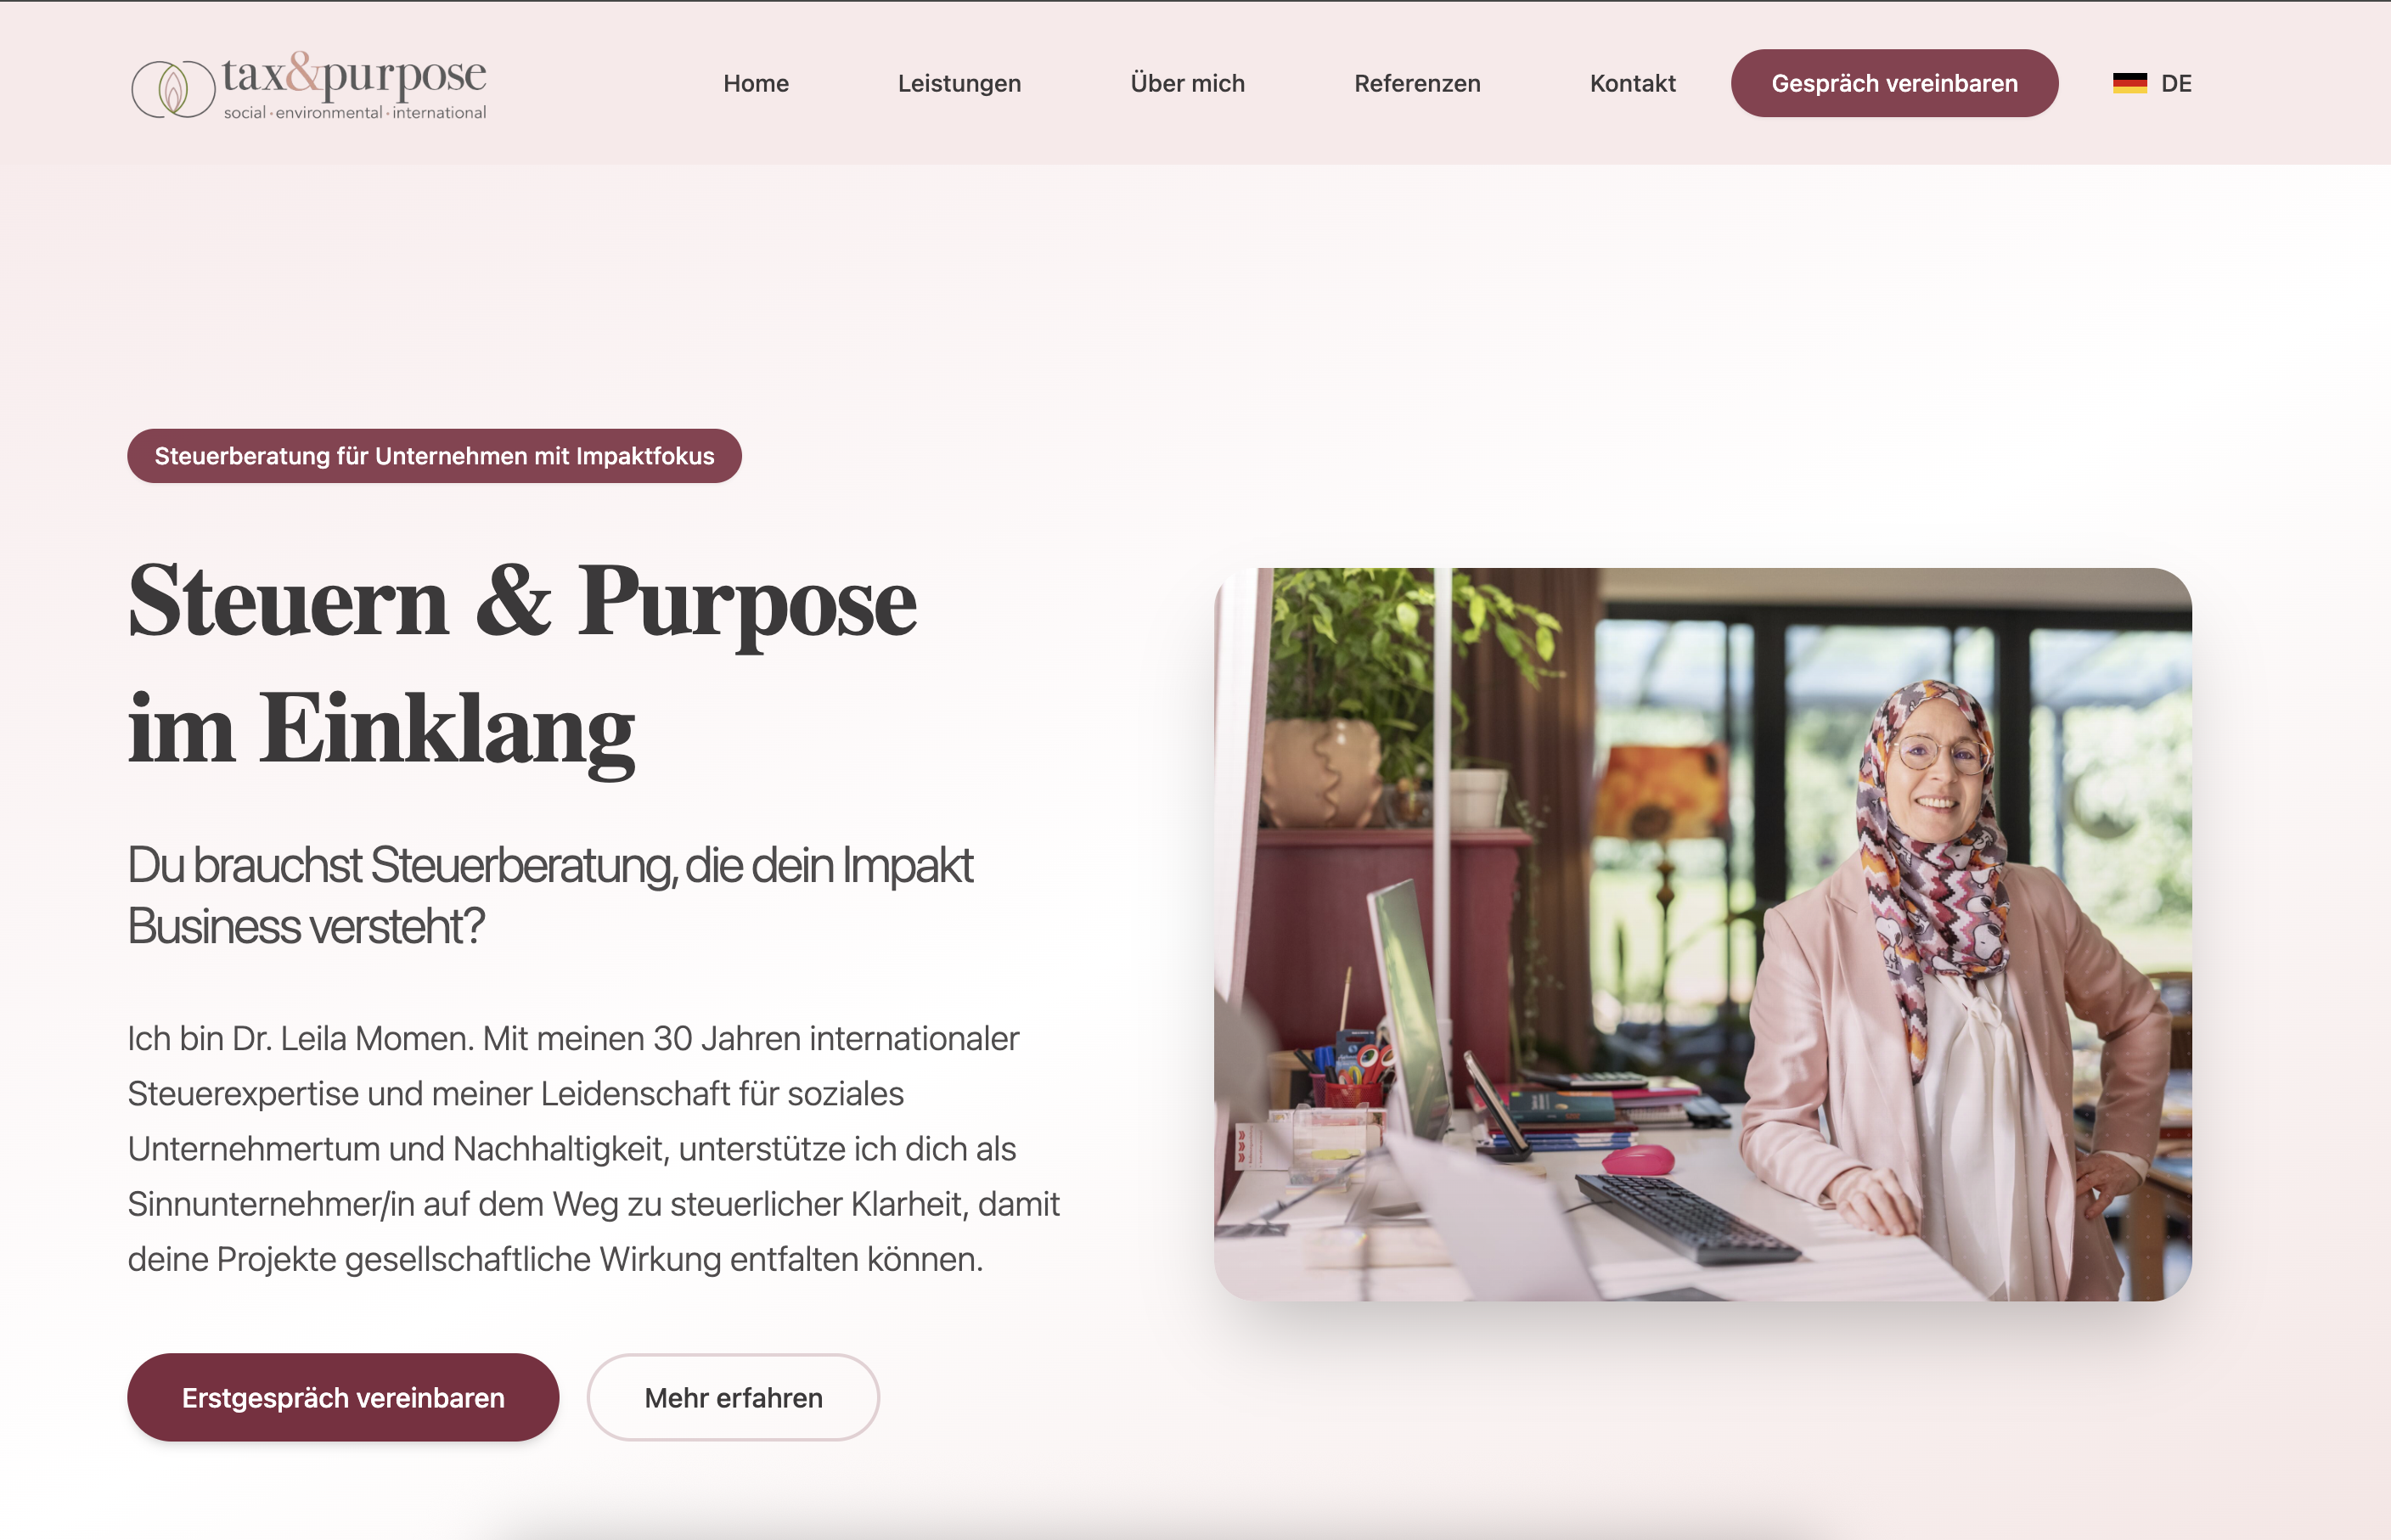 tax&purpose
social·environmental·international
Home
Leistungen
Über mich
Referenzen
Kontakt
Gespräch vereinbaren
DE
Steuerberatung für Unternehmen mit Impaktfokus
Steuern & Purpose
im Einklang
Du brauchst Steuerberatung, die dein Impakt
Business versteht?
Ich bin Dr. Leila Momen. Mit meinen 30 Jahren internationaler
Steuerexpertise und meiner Leidenschaft für soziales
Unternehmertum und Nachhaltigkeit, unterstütze ich dich als
Sinnunternehmer/in auf dem Weg zu steuerlicher Klarheit, damit
deine Projekte gesellschaftliche Wirkung entfalten können.
Erstgespräch vereinbaren
Mehr erfahren